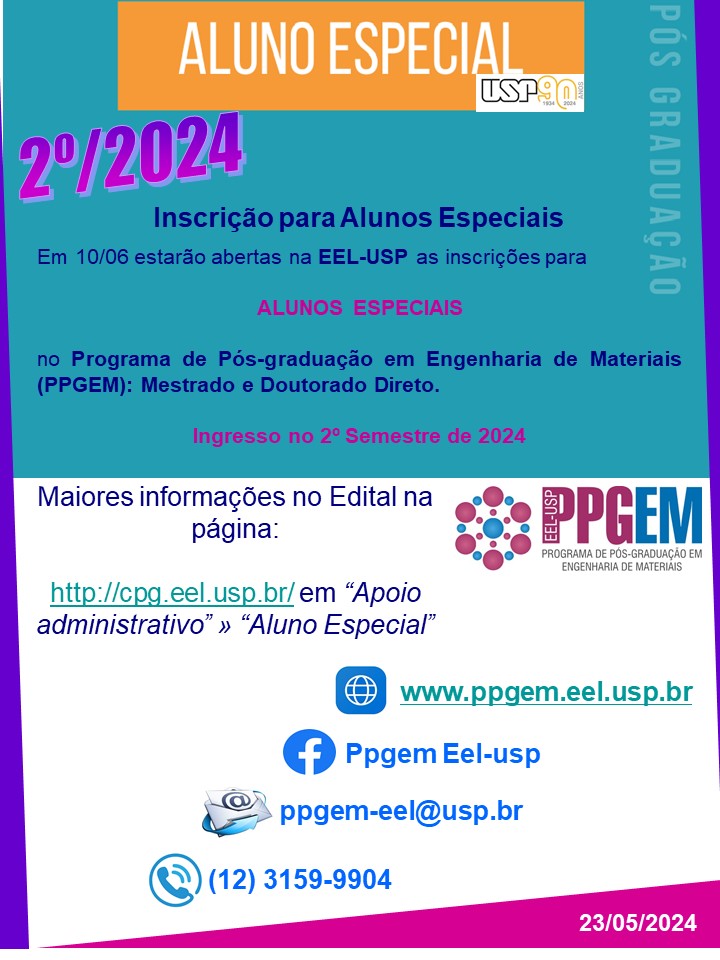 ALUNO ESPECIAL
USP 90 ANOS
1934 2024
PÓS GRADUAÇÃO
2º/2024
Inscrição para Alunos Especiais
Em 10/06 estarão abertas na EEL-USP as inscrições para
ALUNOS ESPECIAIS
no Programa de Pós-graduação em Engenharia de Materiais
(PPGEM): Mestrado e Doutorado Direto.
Ingresso no 2º Semestre de 2024
Maiores informações no Edital na
página:
http://cpg.eel.usp.br/ em “Apoio
administrativo” » “Aluno Especial”
EEL-USP
PPGEM
PROGRAMA DE PÓS-GRADUAÇÃO EM
ENGENHARIA DE MATERIAIS
www.ppgem.eel.usp.br
Ppgem Eel-usp
ppgem-eel@usp.br
(12) 3159-9904
23/05/2024